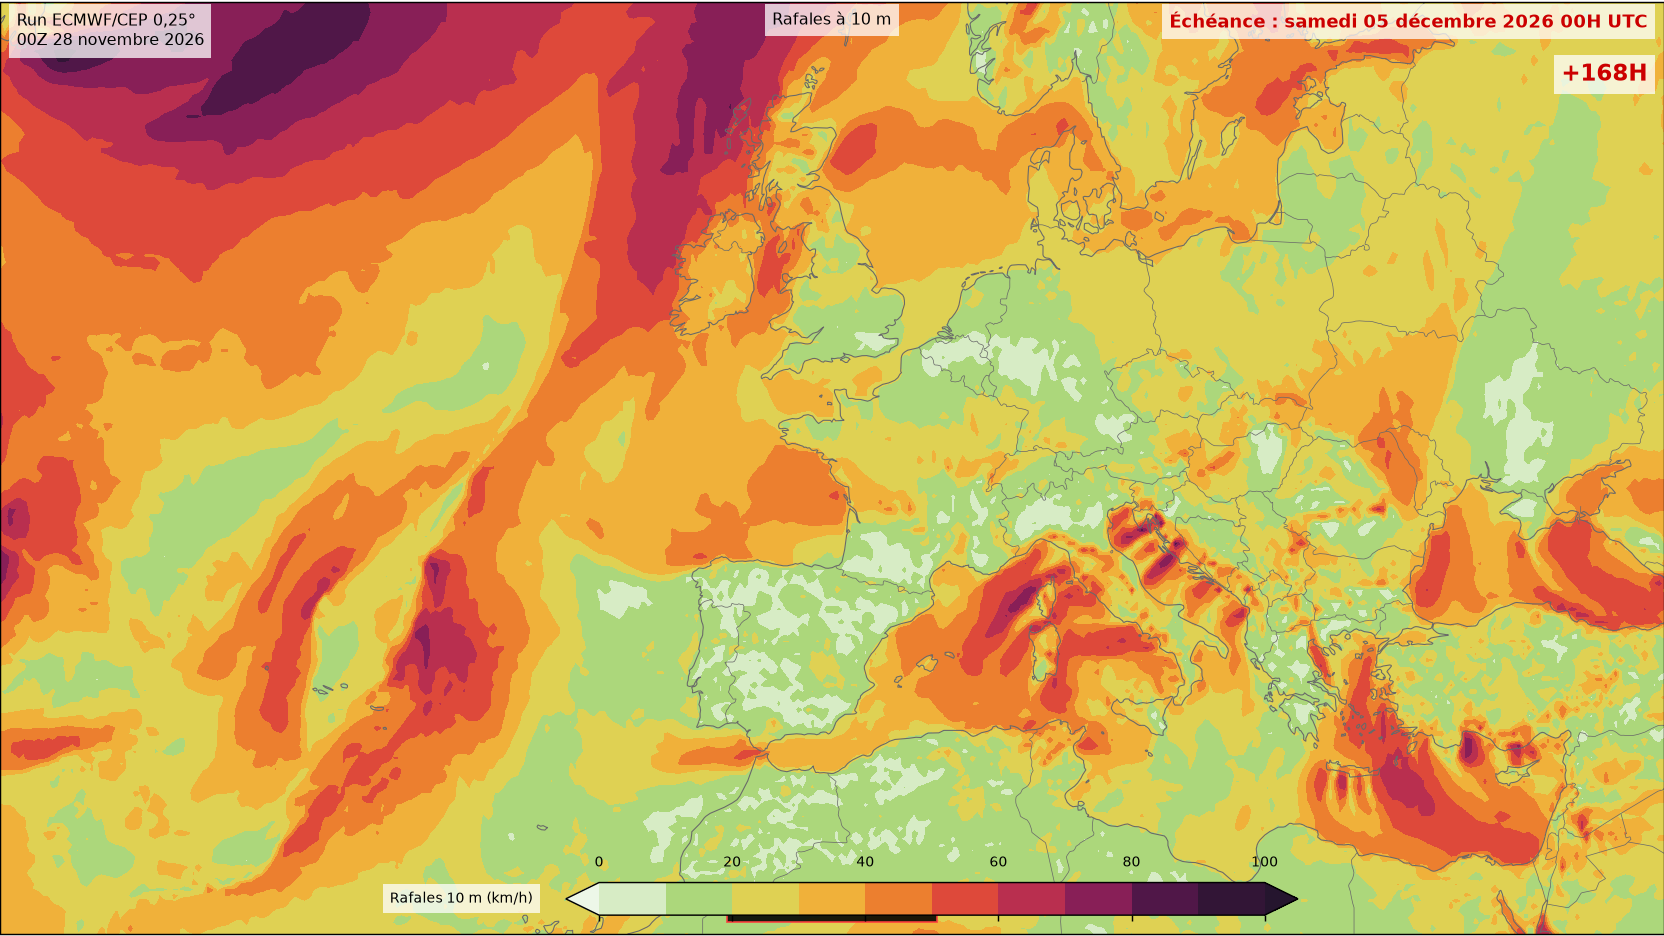 Run ECMWF/CEP 0,25°
00Z 28 novembre 2026
Rafales à 10 m
Échéance : samedi 05 décembre 2026 00H UTC
+168H
0 20 40 60 80 100
Rafales 10 m (km/h)